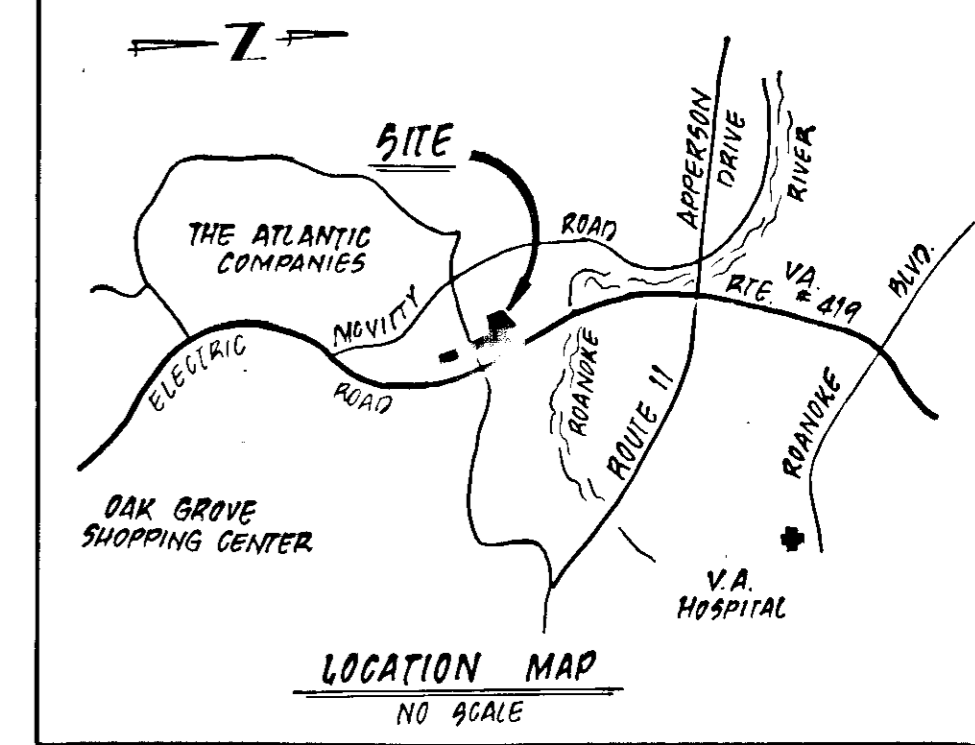 N
SITE
APPERSON
DRIVE
RIVER
ROAD
THE ATLANTIC
COMPANIES
VA.
RTE. # 419
BLVD.
MCVITTY
ELECTRIC
ROAD
ROANOKE
ROUTE 11
ROANOKE
OAK GROVE
SHOPPING CENTER
V.A.
HOSPITAL
LOCATION MAP
NO SCALE